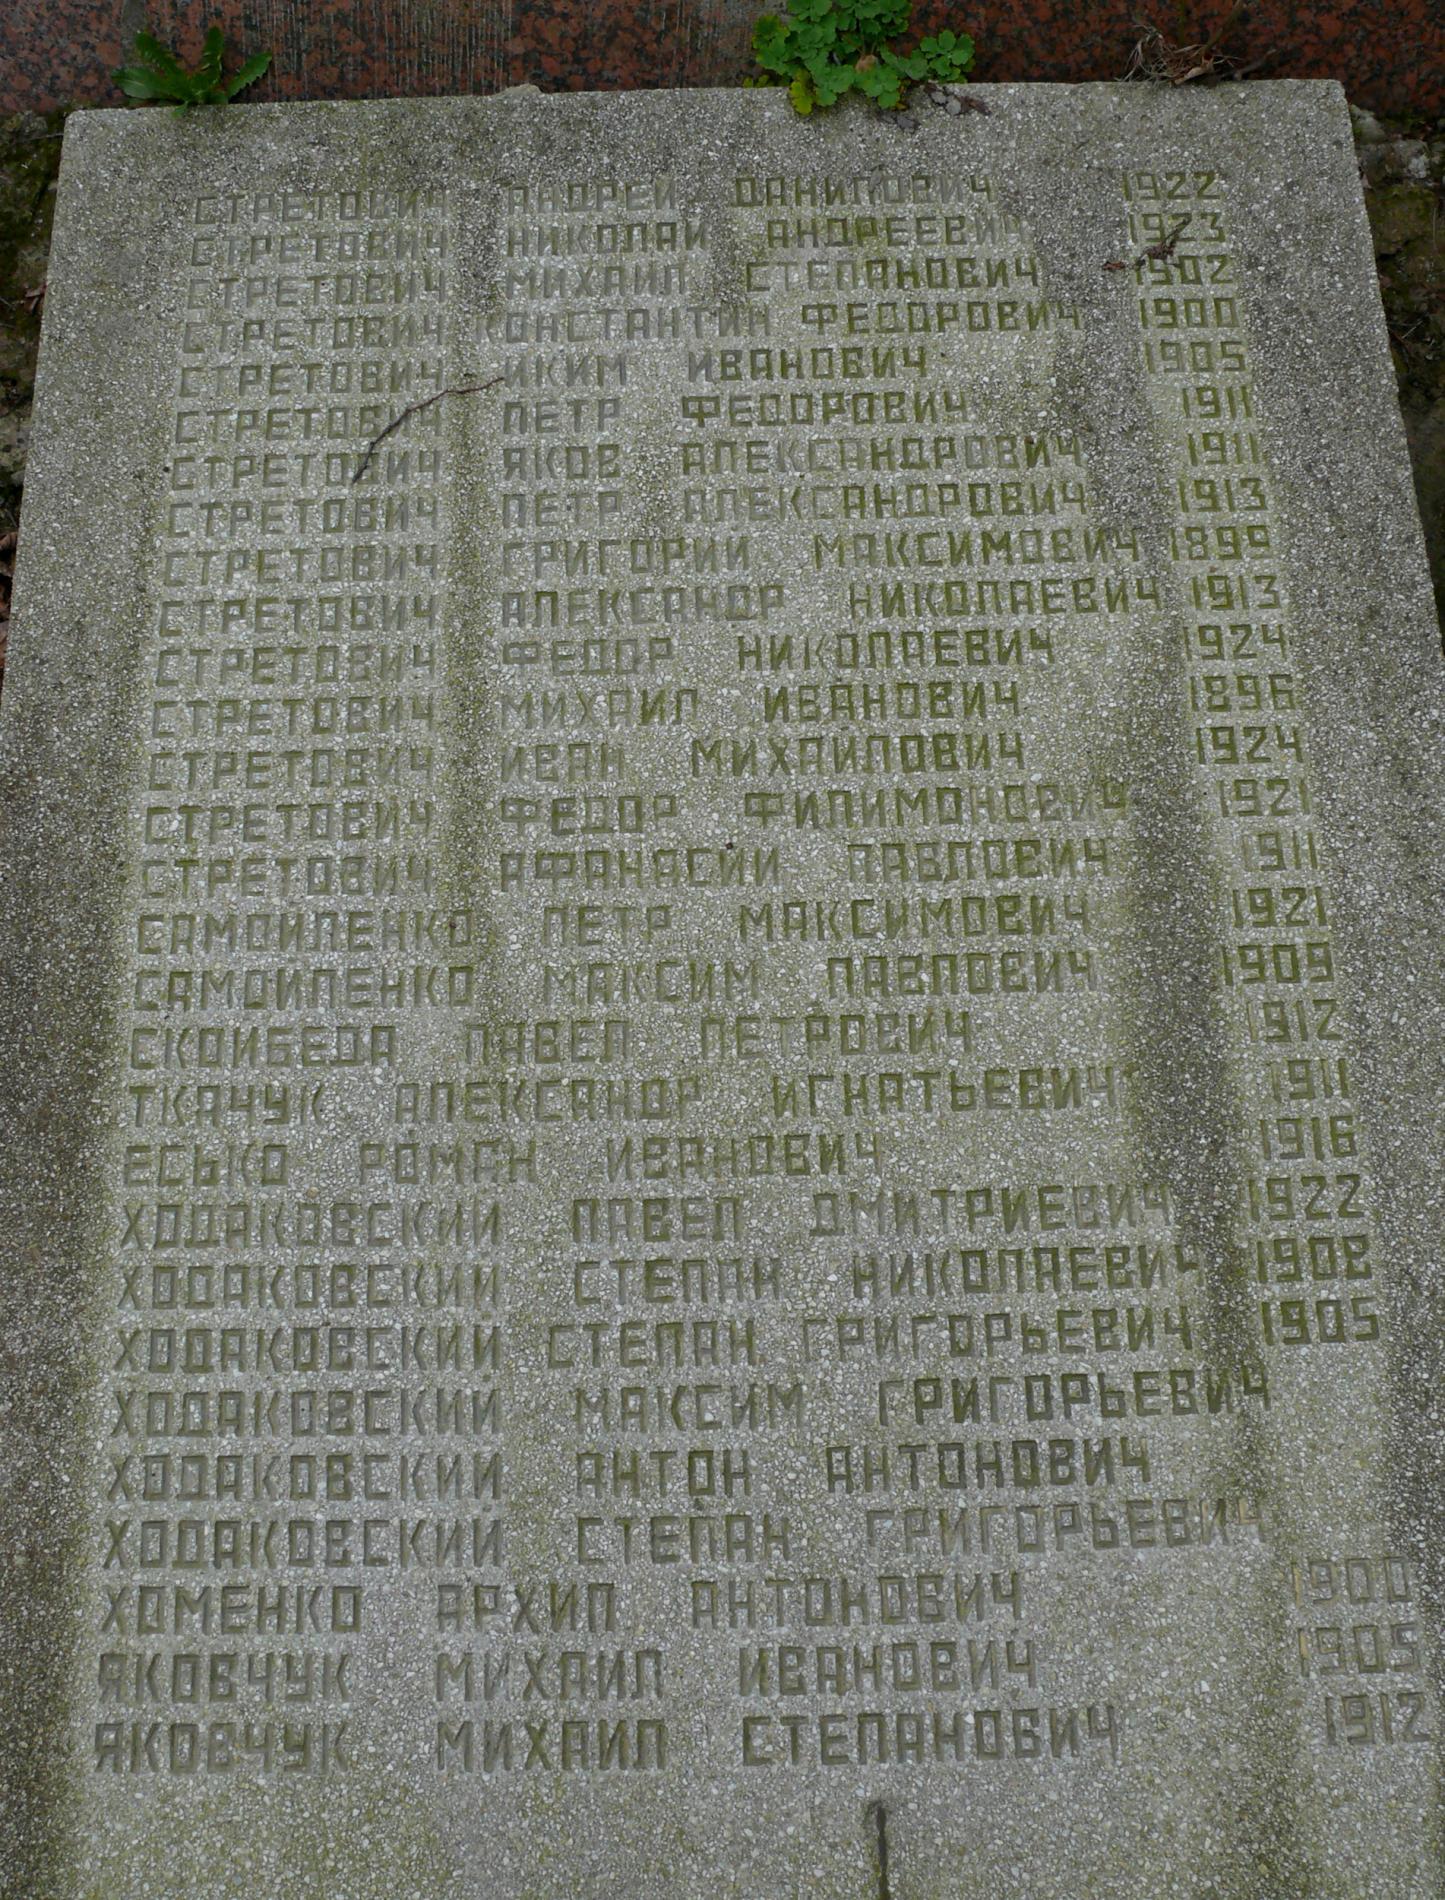 СТРЕТОВИЧ АНДРЕЙ ДАНИЛОВИЧ 1922
СТРЕТОВИЧ НИКОЛАЙ АНДРЕЕВИЧ 1923
СТРЕТОВИЧ МИХАИЛ СТЕПАНОВИЧ 1902
СТРЕТОВИЧ КОНСТАНТИН ФЕДОРОВИЧ 1900
СТРЕТОВИЧ ИКИМ ИВАНОВИЧ 1905
СТРЕТОВИЧ ПЕТР ФЕДОРОВИЧ 1911
СТРЕТОВИЧ ЯКОВ АЛЕКСАНДРОВИЧ 1911
СТРЕТОВИЧ ПЕТР АЛЕКСАНДРОВИЧ 1913
СТРЕТОВИЧ ГРИГОРИЙ МАКСИМОВИЧ 1899
СТРЕТОВИЧ АЛЕКСАНДР НИКОЛАЕВИЧ 1913
СТРЕТОВИЧ ФЕДОР НИКОЛАЕВИЧ 1924
СТРЕТОВИЧ МИХАИЛ ИВАНОВИЧ 1896
СТРЕТОВИЧ ИВАН МИХАИЛОВИЧ 1924
СТРЕТОВИЧ ФЕДОР ФИЛИМОНОВИЧ 1921
СТРЕТОВИЧ АФАНАСИЙ ПАВЛОВИЧ 1911
САМОЙЛЕНКО ПЕТР МАКСИМОВИЧ 1921
САМОЙЛЕНКО МАКСИМ ПАВЛОВИЧ 1909
СКОЙБЕДА ПАВЕЛ ПЕТРОВИЧ 1912
ТКАЧУК АЛЕКСАНДР ИГНАТЬЕВИЧ 1911
ЕСЬКО РОМАН ИВАНОВИЧ 1916
ХОДАКОВСКИЙ ПАВЕЛ ДМИТРИЕВИЧ 1922
ХОДАКОВСКИЙ СТЕПАН НИКОЛАЕВИЧ 1908
ХОДАКОВСКИЙ СТЕПАН ГРИГОРЬЕВИЧ 1905
ХОДАКОВСКИЙ МАКСИМ ГРИГОРЬЕВИЧ
ХОДАКОВСКИЙ АНТОН АНТОНОВИЧ
ХОДАКОВСКИЙ СТЕПАН ГРИГОРЬЕВИЧ
ХОМЕНКО АРХИП АНТОНОВИЧ 1900
ЯКОВЧУК МИХАИЛ ИВАНОВИЧ 1905
ЯКОВЧУК МИХАИЛ СТЕПАНОВИЧ 1912